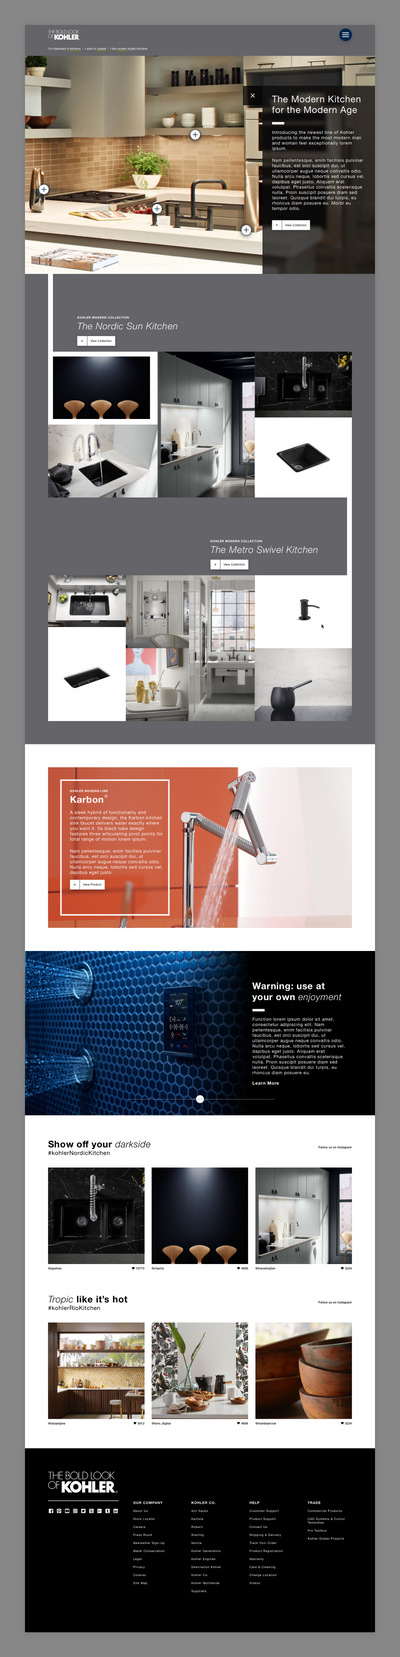 THE BOLD LOOK
OF KOHLER.
I'm interested in kitchens / I want to update / I like modern Nordic kitchens
The Modern Kitchen
for the Modern Age
Introducing the newest line of Kohler
products to make the most modern man
and woman feel exceptionally lorem
ipsum.
Nam pellentesque, enim facilisis pulvinar
faucibus, est orci suscipit dui, ut
ullamcorper augue nequeue convallis odio.
Nulla arcu neque, lobortis sed cursus vel,
dapibus eget justo. Aliquam erat
volutpat. Phasellus convallis scelerisque
nulla. Proin suscipit posuere diam sed
laoreet. Quisque blandit dui turpis, eu
rhoncus diam posuere eu. Morbi eu
tempor odio.
View Collection
KOHLER MODERN COLLECTION
The Nordic Sun Kitchen
View Collection
KOHLER MODERN COLLECTION
The Metro Swivel Kitchen
View Collection
KOHLER MODERN LINE
Karbon®
A sleek hybrid of functionality and
contemporary design, the Karbon kitchen
sink faucet delivers water exactly where
you want it. Its black tube design
features three articulating pivot points for
total range of motion lorem ipsum.
Nam pellentesque, enim facilisis pulvinar
faucibus, est orci suscipit dui, ut
ullamcorper augue neque convallis odio.
Nulla arcu neque, lobortis sed cursus vel,
dapibus eget justo.
View Product
Warning: use at
your own enjoyment
Function lorem ipsum dolor sit amet,
consectetur adipiscing elit. Nam
pellentesque, enim facilisis pulvinar
faucibus, est orci suscipit dui, ut
ullamcorper augue neque convallis odio.
Nulla arcu neque, lobortis sed cursus vel,
dapibus eget justo. Aliquam erat
volutpat. Phasellus convallis scelerisque
nulla. Proin suscipit posuere diam sed
laoreet. Quisque blandit dui turpis, eu
rhoncus diam posuere eu.
Learn More
Show off your darkside
#kohlerNordicKitchen
Follow us on Instagram
Tropic like it's hot
#kohlerRioKitchen
Follow us on Instagram
THE BOLD LOOK
OF KOHLER.
OUR COMPANY
About Us
Store Locator
Careers
Press Room
Newsletter Sign-Up
Water Conservation
Legal
Privacy
Cookies
Site Map
KOHLER CO.
Ann Sacks
Kallista
Robern
Sterling
Novita
Kohler Generators
Kohler Engines
Destination Kohler
Kohler Co.
Kohler Worldwide
Suppliers
HELP
Customer Support
Product Support
Contact Us
Shipping & Delivery
Track Your Order
Product Registration
Warranty
Care & Cleaning
Change Location
Videos
TRADE
Commercial Products
CAD Symbols & Colour
Templates
Pro Toolbox
Kohler Global Projects